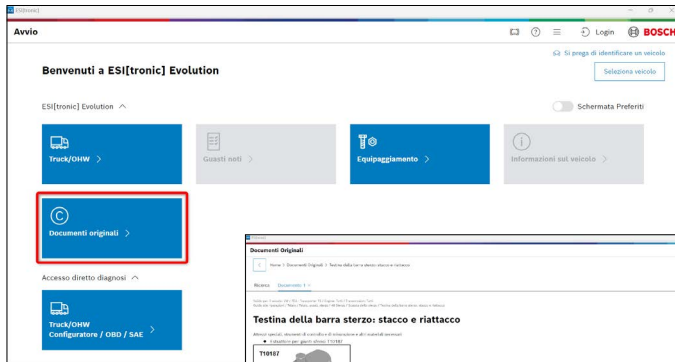 ESI[tronic]
Avvio
Login
BOSCH
Si prega di identificare un veicolo
Benvenuti a ESI[tronic] Evolution
Seleziona veicolo
ESI[tronic] Evolution
Schermata Preferiti
Truck/OHW >
Guasti noti >
Equipaggiamento >
Informazioni sul veicolo >
Documenti originali >
Accesso diretto diagnosi
Truck/OHW
Configuratore / OBD / SAE >
Documenti Originali
Home > Documenti Originali > Testina della barra sterzo: stacco e riattacco
Ricerca Documento 1
Testina della barra sterzo: stacco e riattacco
T10187